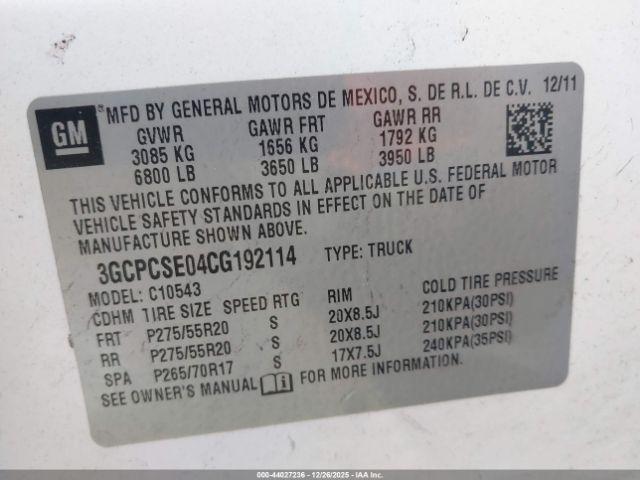 GM
® MFD BY GENERAL MOTORS DE MEXICO, S. DE R.L. DE C.V. 12/11
GVWR GAWR FRT GAWR RR
3085 KG 1656 KG 1792 KG
6800 LB 3650 LB 3950 LB
THIS VEHICLE CONFORMS TO ALL APPLICABLE U.S. FEDERAL MOTOR
VEHICLE SAFETY STANDARDS IN EFFECT ON THE DATE OF
MANUFACTURE SHOWN ABOVE.
3GCPCSE04CG192114 TYPE: TRUCK
MODEL: C10543
CDHM TIRE SIZE SPEED RTG RIM COLD TIRE PRESSURE
FRT P275/55R20 S 20X8.5J 210KPA(30PSI)
RR P275/55R20 S 20X8.5J 210KPA(30PSI)
SPA P265/70R17 S 17X7.5J 240KPA(35PSI)
SEE OWNER'S MANUAL i FOR MORE INFORMATION.
000-44027236 - 12/26/2025 - IAAI.com